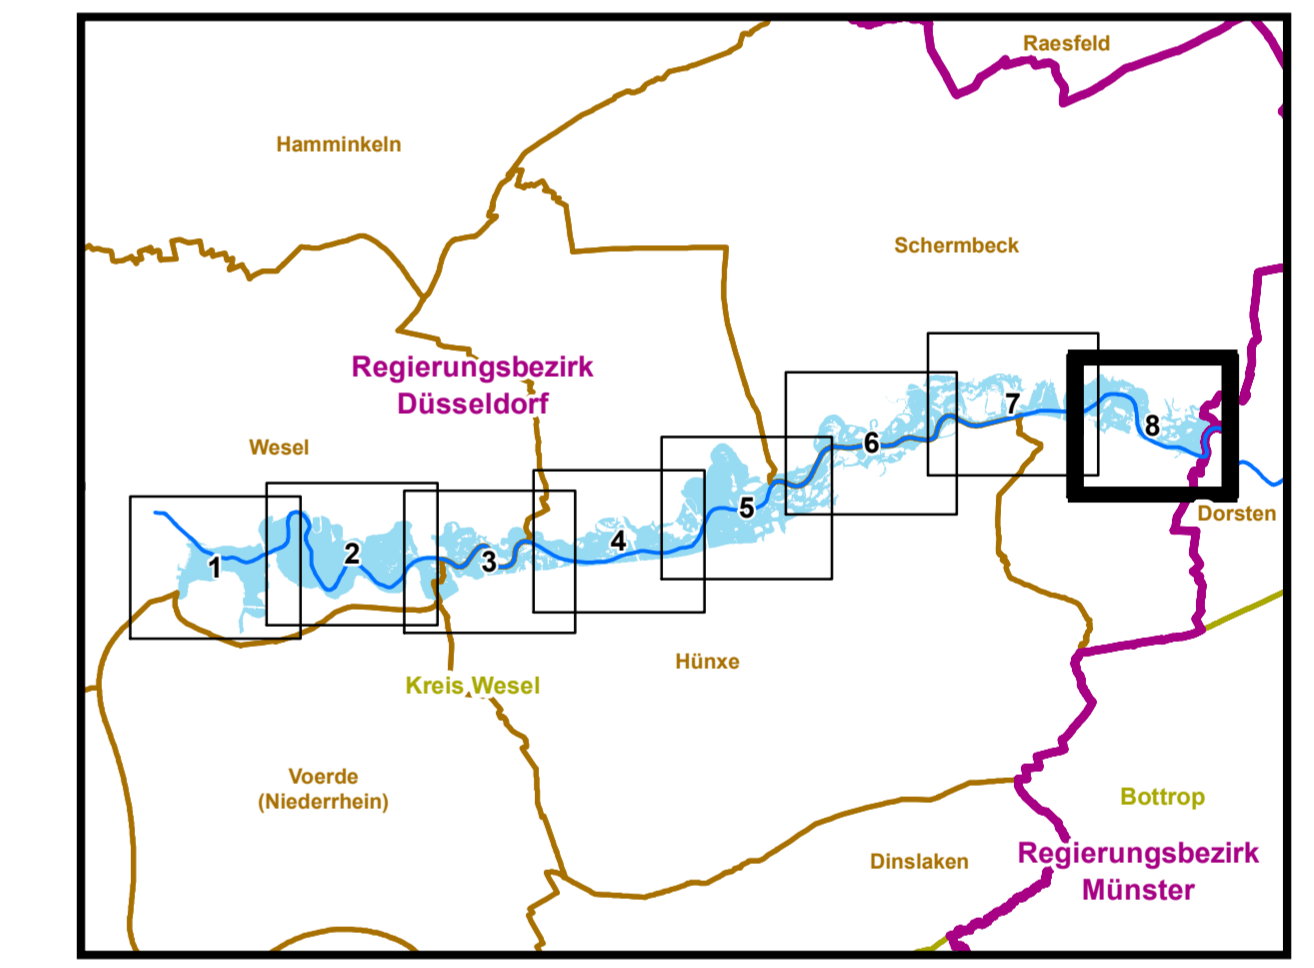 Raesfeld
Hamminkeln
Schermbeck
Regierungsbezirk
Düsseldorf
Wesel
7
8
6
5
Dorsten
4
2
3
1
Hünxe
Kreis Wesel
Voerde
(Niederrhein)
Bottrop
Dinslaken
Regierungsbezirk
Münster